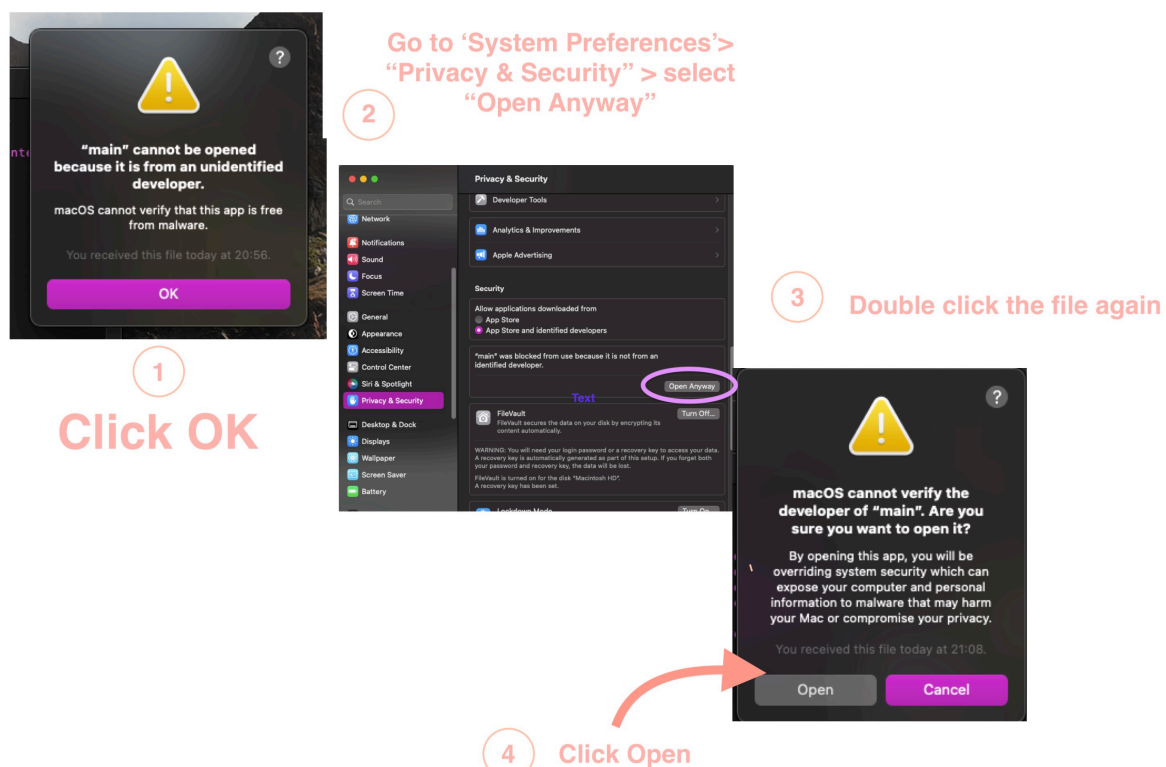 ?
"main" cannot be opened
because it is from an unidentified
developer.
macOS cannot verify that this app is free
from malware.
You received this file today at 20:56.
OK
1
Click OK
2
Go to ‘System Preferences’>
“Privacy & Security” > select
“Open Anyway”
Search
Network
Notifications
Sound
Focus
Screen Time
General
Appearance
Accessibility
Control Center
Siri & Spotlight
Privacy & Security
Desktop & Dock
Displays
Wallpaper
Screen Saver
Battery
Privacy & Security
Developer Tools
Analytics & Improvements
Apple Advertising
Security
Allow applications downloaded from
App Store
App Store and identified developers
"main" was blocked from use because it is not from an
identified developer.
Open Anyway
Text
FileVault
Turn Off...
FileVault secures the data on your disk by encrypting its
content automatically.
WARNING: You will need your login password or a recovery key to access your data.
A recovery key is automatically generated as part of this setup. If you forget both
your password and recovery key, the data will be lost.
FileVault is turned on for the disk "Macintosh HD".
A recovery key has been set.
Lockdown Mode
Turn On...
3
Double click the file again
?
macOS cannot verify the
developer of "main". Are you
sure you want to open it?
By opening this app, you will be
overriding system security which can
expose your computer and personal
information to malware that may harm
your Mac or compromise your privacy.
You received this file today at 21:08.
Open
Cancel
4
Click Open